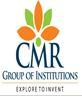 CMR
GROUP OF INSTITUTIONS
EXPLORE TO INVENT